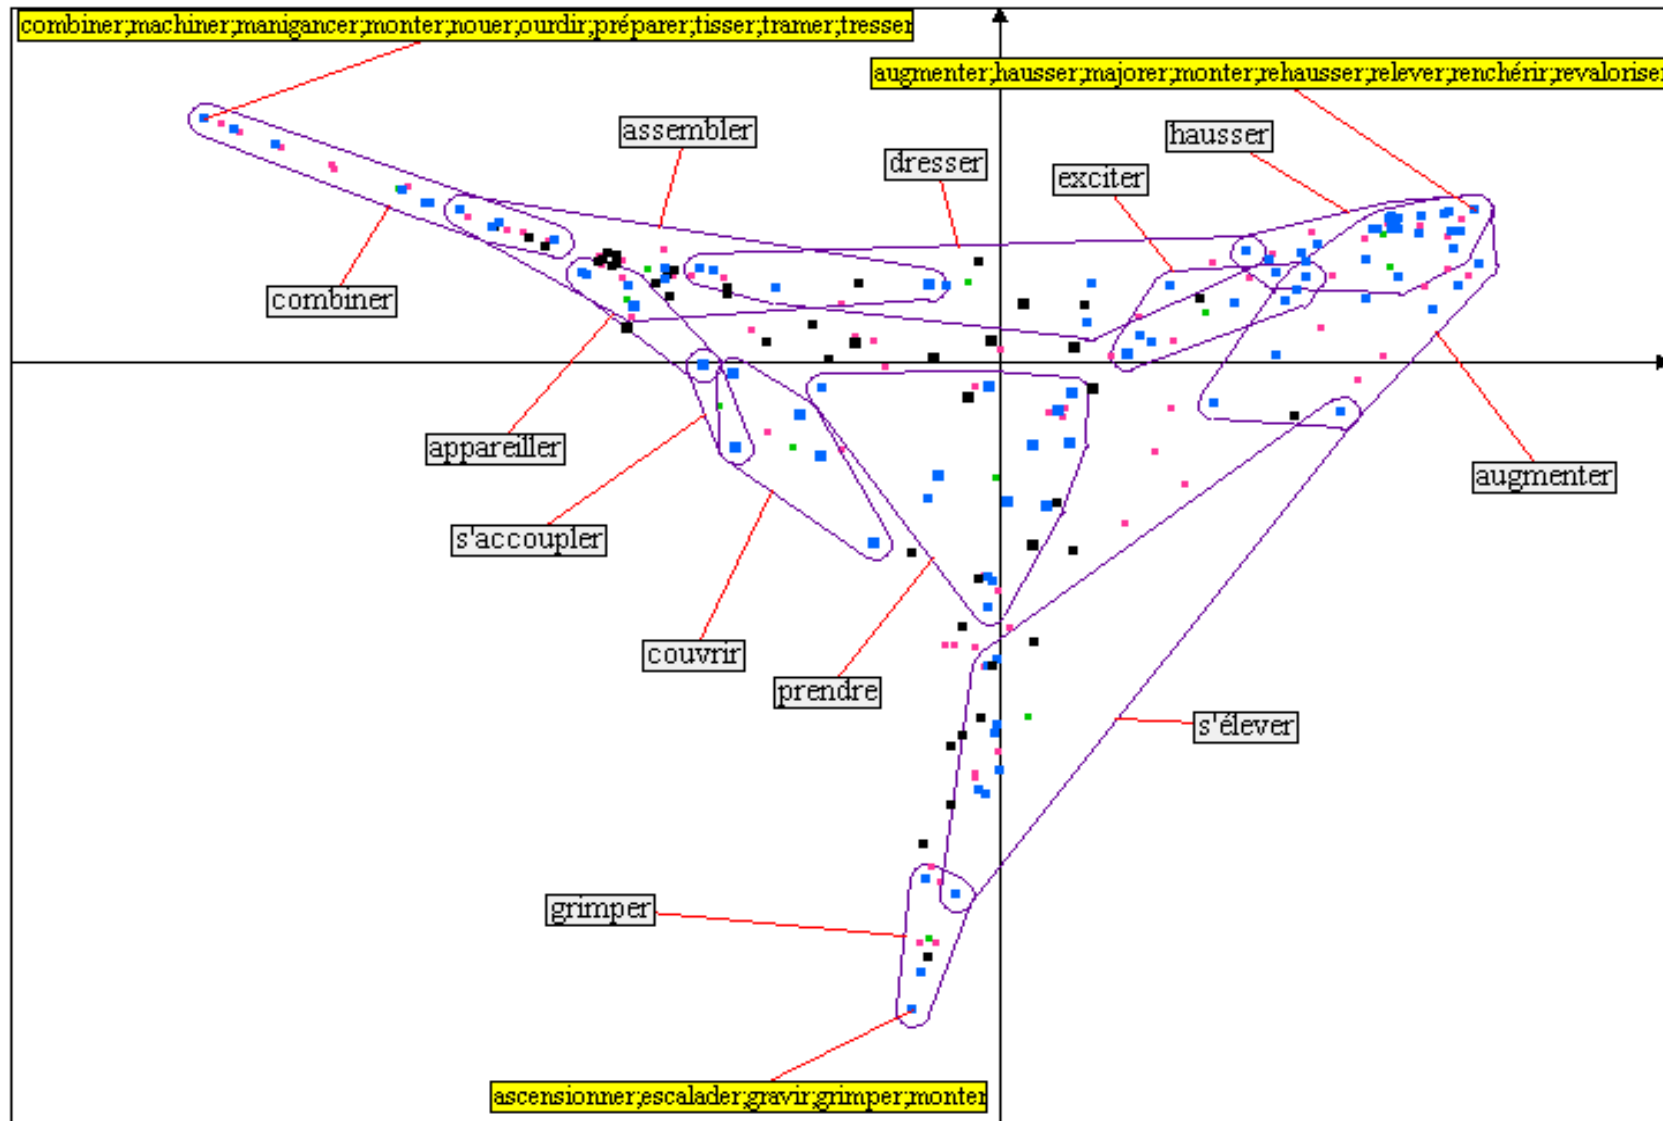 combiner;machiner;manigancer;monter;nouer;ourdir;préparer;tisser;tramer;tresser
augmenter;hausser;majorer;monter;rehausser;relever;renchérir;revaloriser
assembler
hausser
dresser
exciter
combiner
appareiller
augmenter
s'accoupler
couvrir
prendre
s'élever
grimper
ascensionner;escalader;gravir;grimper;monter